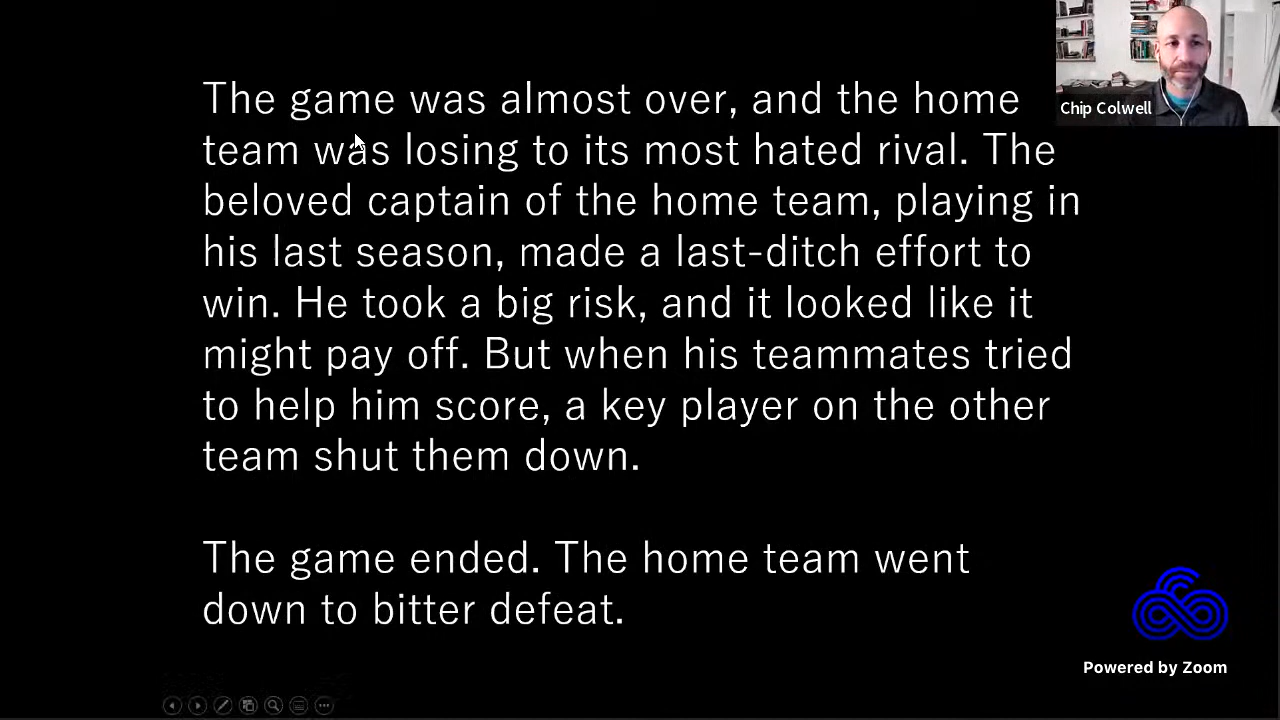 The game was almost over, and the home
team was losing to its most hated rival. The
beloved captain of the home team, playing in
his last season, made a last-ditch effort to
win. He took a big risk, and it looked like it
might pay off. But when his teammates tried
to help him score, a key player on the other
team shut them down.
The game ended. The home team went
down to bitter defeat.
Chip Colwell
Powered by Zoom